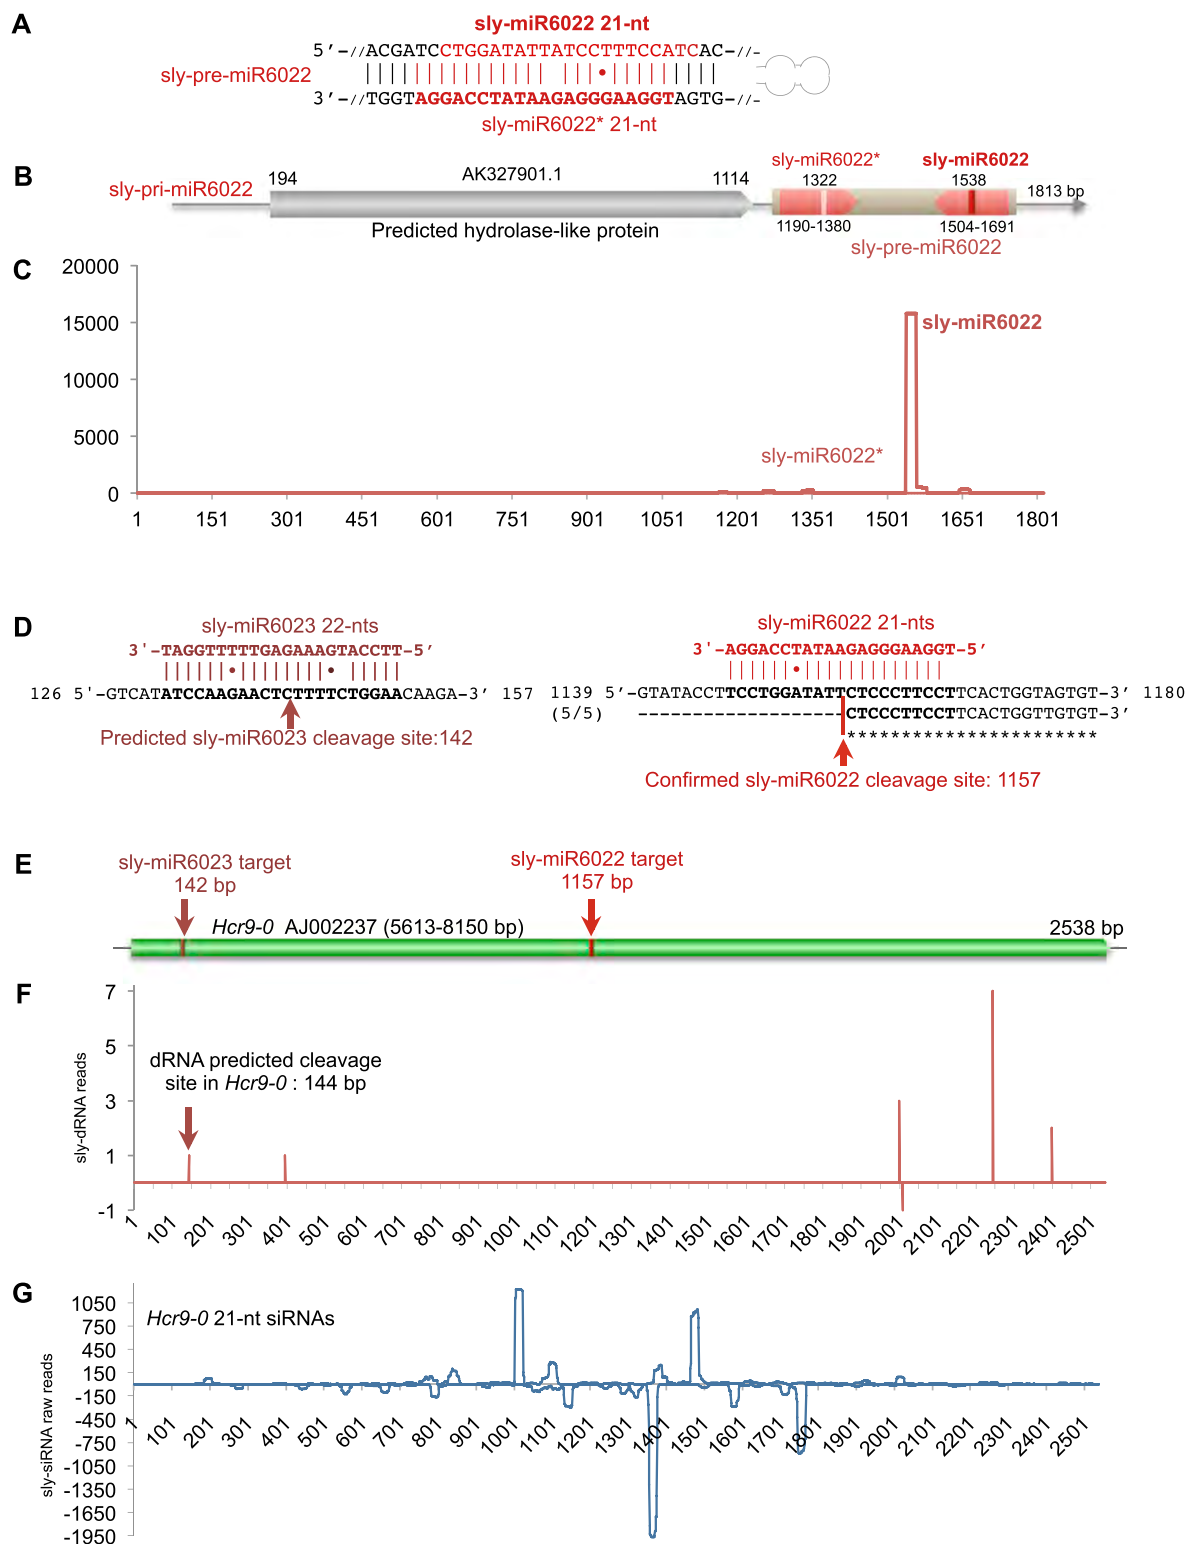 A
sly-miR6022 21-nt
5′-//ACGATCCTGGATATTATCCTTTCCATCAC-//-
sly-pre-miR6022
3′-//TGGTAGGACCTATAAGAGGGAAGGTAGTG-//-
sly-miR6022* 21-nt
B
sly-pri-miR6022
194
AK327901.1
1114
sly-miR6022*
1322
sly-miR6022
1538
1813 bp
Predicted hydrolase-like protein
1190-1380
1504-1691
sly-pre-miR6022
C
20000
15000
10000
5000
0
sly-miR6022
sly-miR6022*
1 151 301 451 601 751 901 1051 1201 1351 1501 1651 1801
D
sly-miR6023 22-nts
3'-TAGGTTTTTGAGAAAGTACCTT-5′
126 5'-GTCATATCCAAGAACTCTTTTCTGGAACAAGA-3′ 157
Predicted sly-miR6023 cleavage site:142
sly-miR6022 21-nts
3'-AGGACCTATAAGAGGGAAGGT-5′
1139 5′-GTATACCTTCCTGGATATTCTCCCTTCCTTTCACTGGTAGTGT-3′ 1180
(5/5) -------------------CTCCCTTCCTTTCACTGGTTGTGT-3′
***********************
Confirmed sly-miR6022 cleavage site: 1157
E
sly-miR6023 target
142 bp
sly-miR6022 target
1157 bp
Hcr9-0 AJ002237 (5613-8150 bp)
2538 bp
F
sly-dRNA reads
7
5
3
1
-1
dRNA predicted cleavage
site in Hcr9-0 : 144 bp
1 101 201 301 401 501 601 701 801 901 1001 1101 1201 1301 1401 1501 1601 1701 1801 1901 2001 2101 2201 2301 2401 2501
G
sly-siRNA raw reads
1050
750
450
150
-150
-450
-750
-1050
-1350
-1650
-1950
Hcr9-0 21-nt siRNAs
1 101 201 301 401 501 601 701 801 901 1001 1101 1201 1301 1401 1501 1601 1701 1801 1901 2001 2101 2201 2301 2401 2501